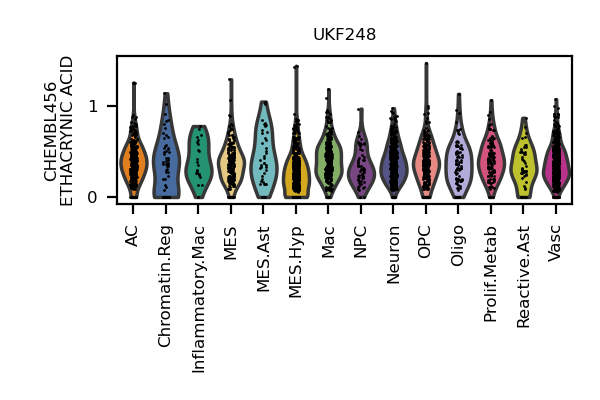 UKF248
CHEMBL456
ETHACRYNIC ACID
1
0
AC
Chromatin.Reg
Inflammatory.Mac
MES
MES.Ast
MES.Hyp
Mac
NPC
Neuron
OPC
Oligo
Prolif.Metab
Reactive.Ast
Vasc